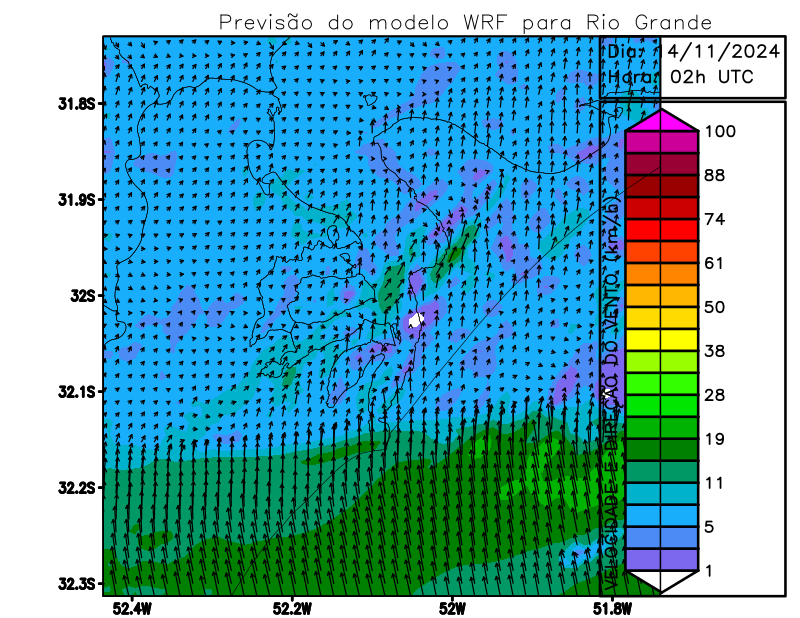 Previsão do modelo WRF para Rio Grande
Dia: 14/11/2024
Hora: 02h UTC
31.8S
31.9S
32S
32.1S
32.2S
32.3S
52.4W
52.2W
52W
51.8W
VELOCIDADE E DIREÇÃO DO VENTO (km/h)
100
88
74
61
50
38
28
19
11
5
1